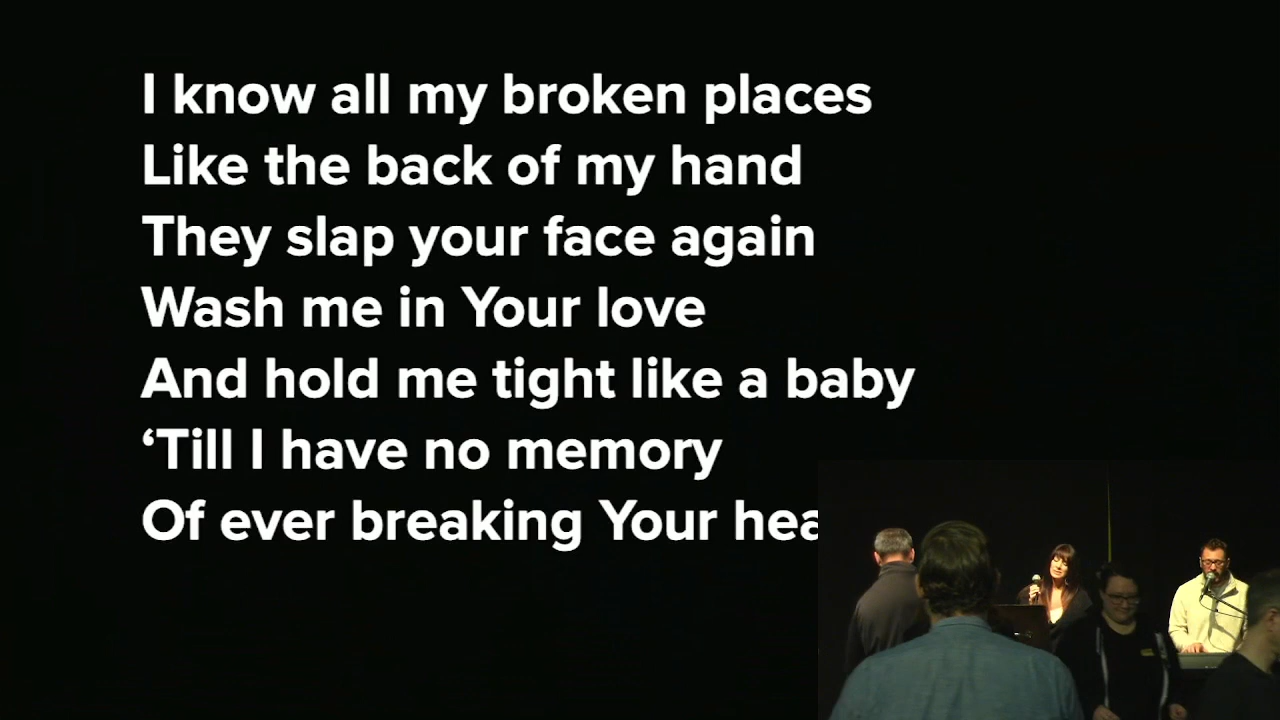 I know all my broken places
Like the back of my hand
They slap your face again
Wash me in Your love
And hold me tight like a baby
‘Till I have no memory
Of ever breaking Your hea